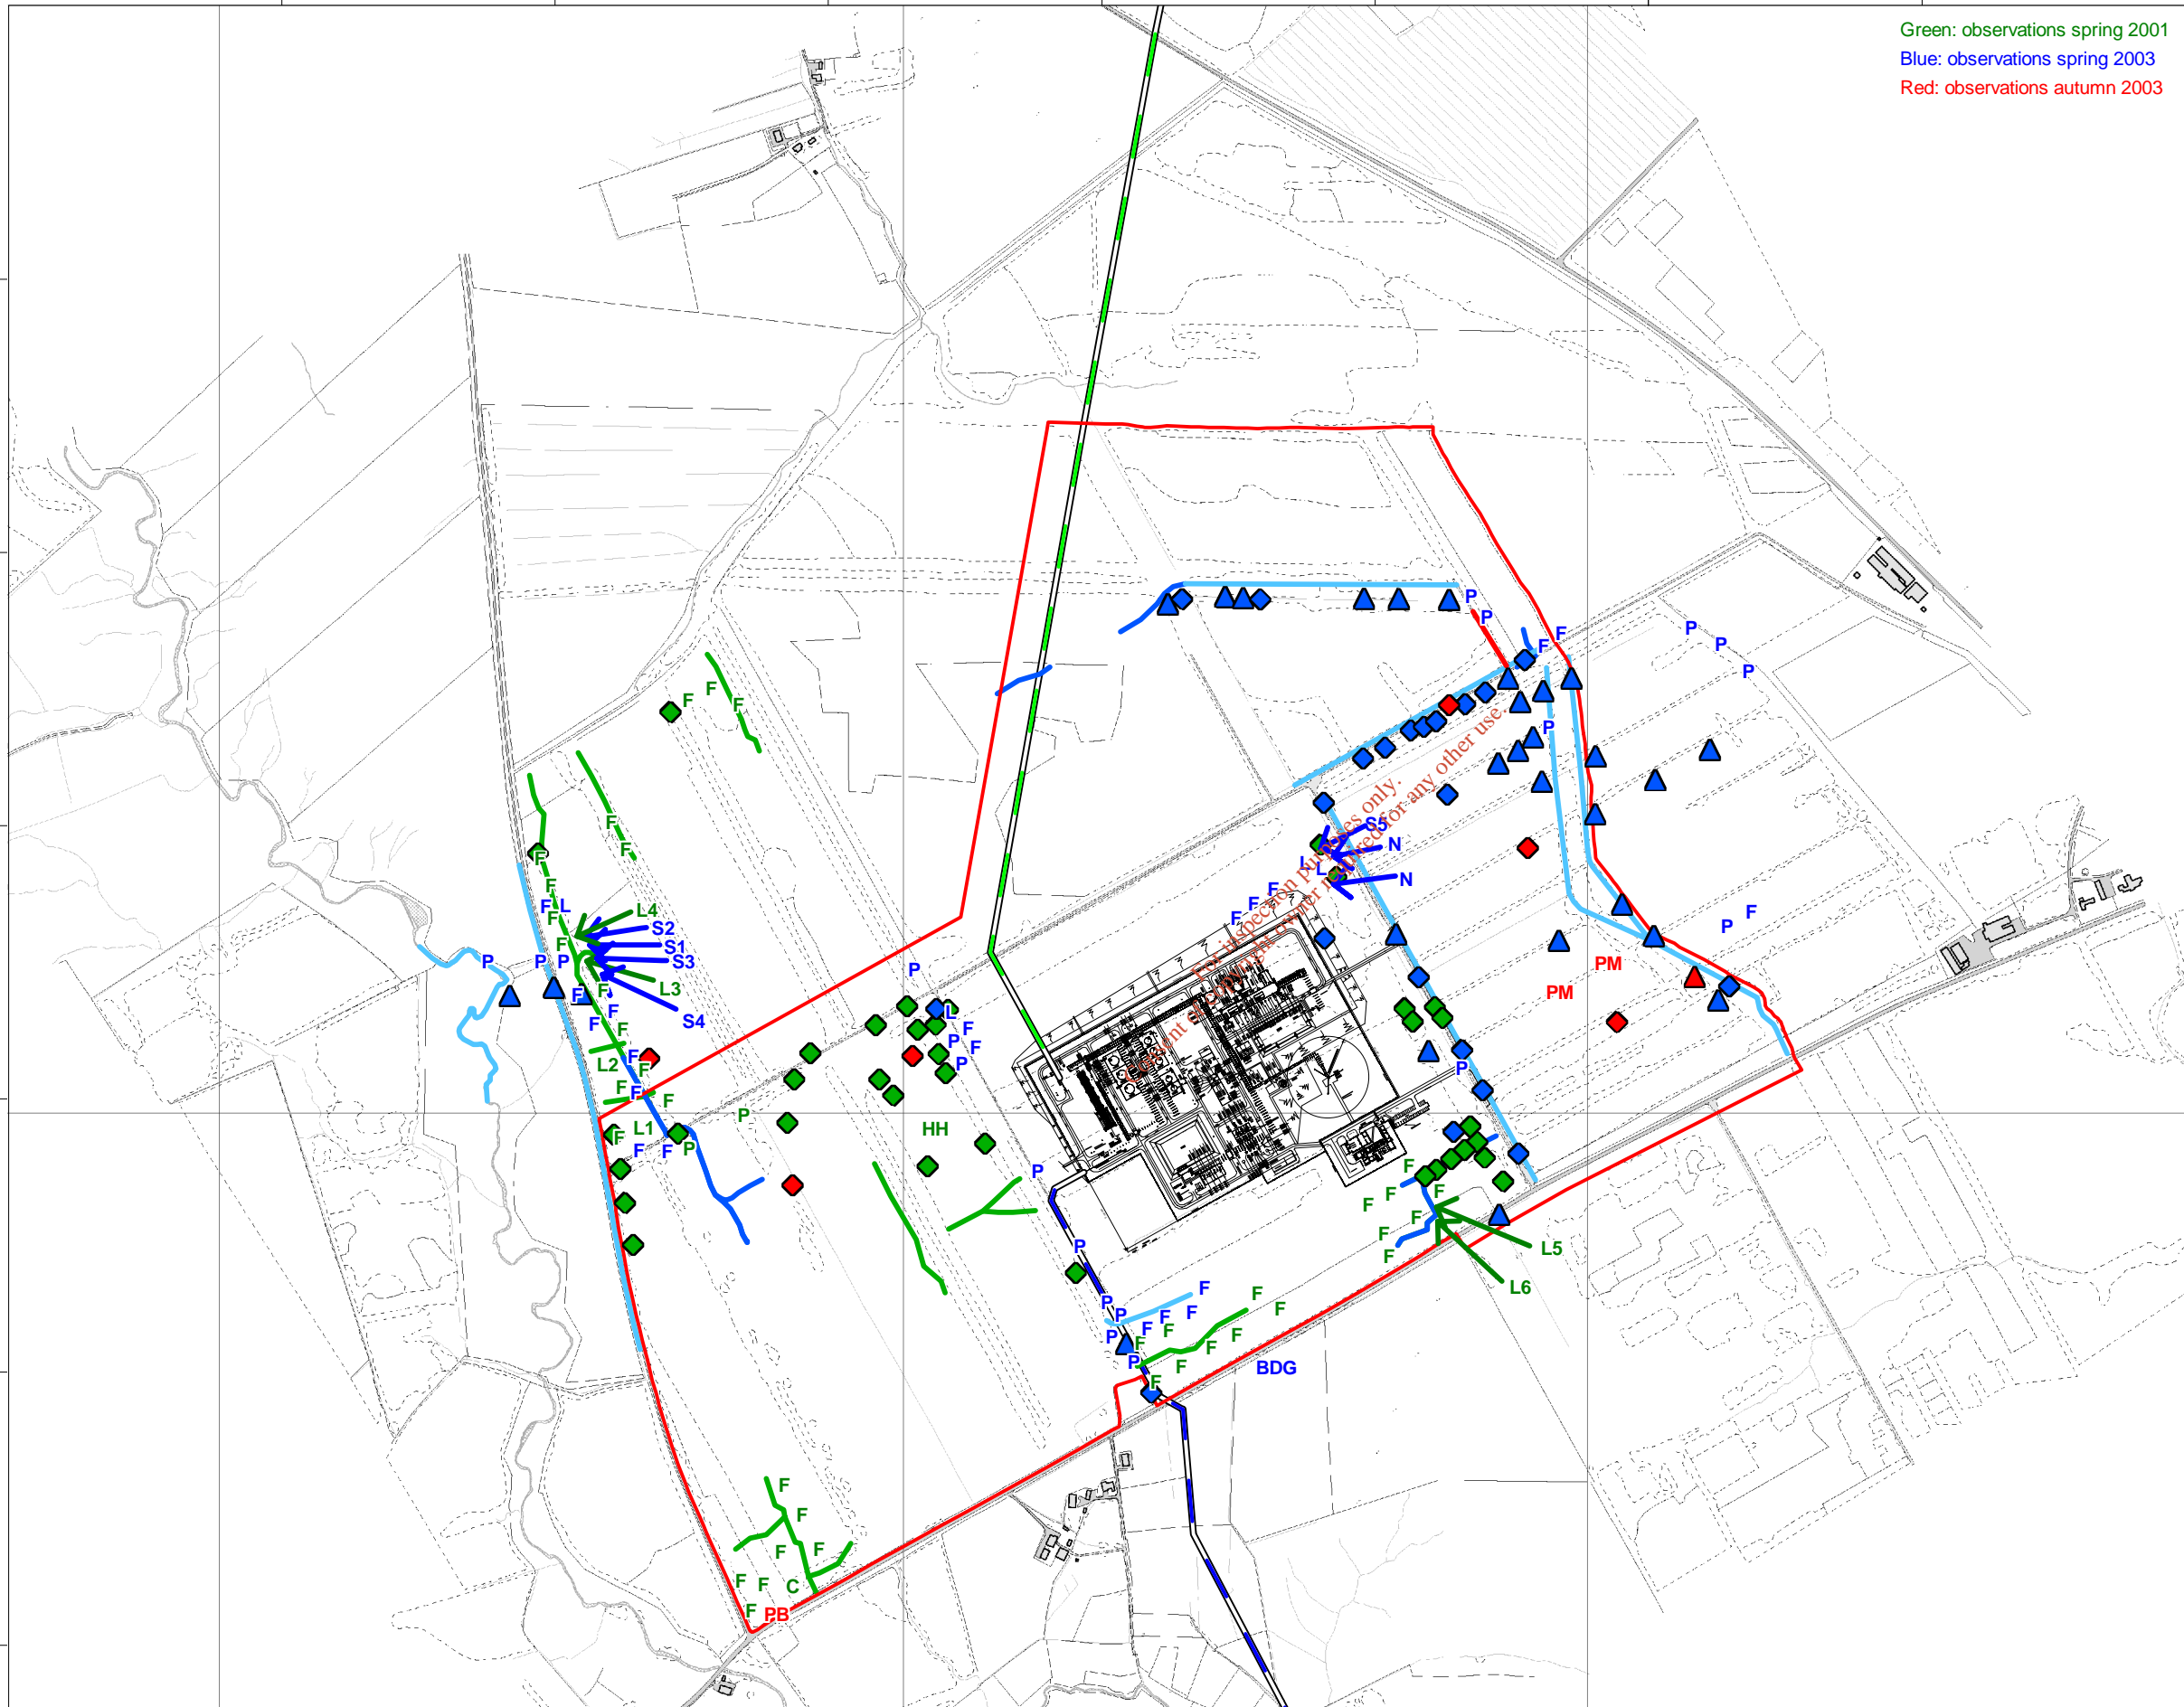 Green: observations spring 2001
Blue: observations spring 2003
Red: observations autumn 2003
P
P
F
F
P
P
P
F
F
F
P
F
F
S5
N
L
L
N
F
F
F
F
F
F
L
F
L4
S2
S1
S3
F
P
P
P
L3
S4
F
F
F
F
F
F
P
F
P
PM
PM
P
L
F
P
F
P
L2
F
F
F
F
F
L1
F
F
F
P
P
HH
P
P
F
F
F
F
F
F
F
L5
L6
P
P
P
P
P
F
F
F
F
F
F
F
F
F
F
F
F
BDG
F
F
F
F
F
F
C
F
PB
For inspection purposes only.
Consent of copyright owner required for any other use.